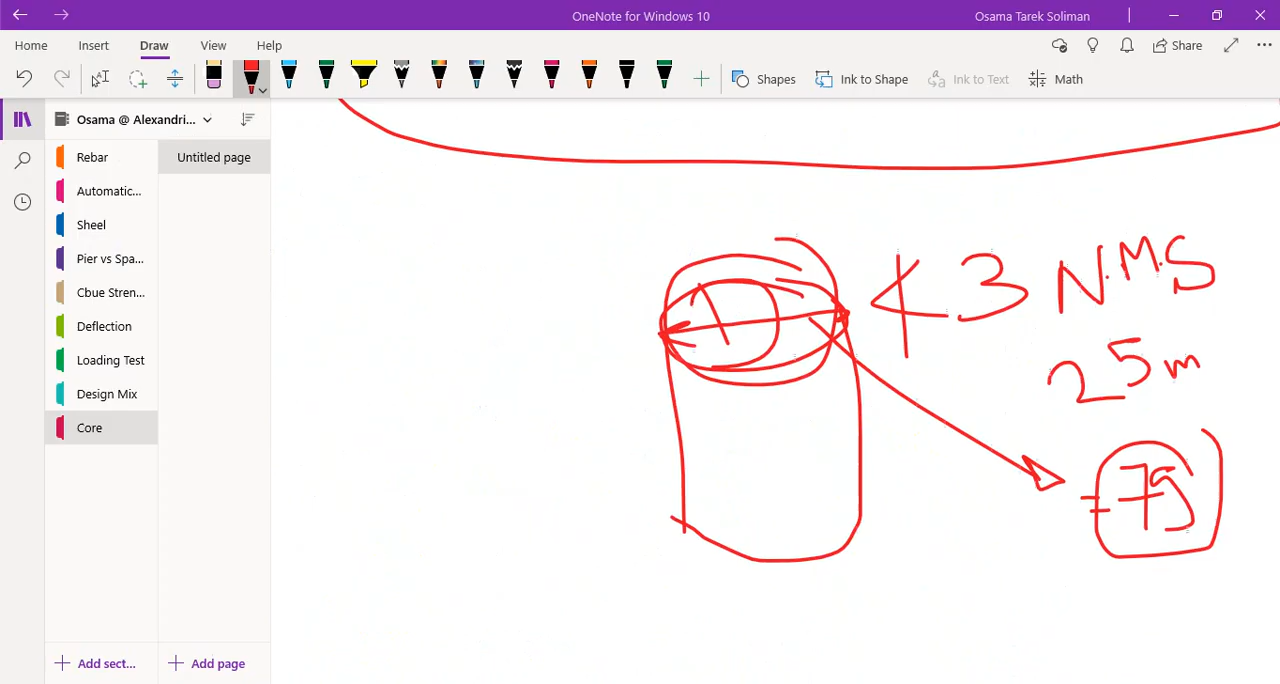 OneNote for Windows 10
Osama Tarek Soliman
Home Insert Draw View Help
Share
Shapes Ink to Shape Ink to Text Math
Osama @ Alexandri...
Rebar
Automatic...
Sheel
Pier vs Spa...
Cbue Stren...
Deflection
Loading Test
Design Mix
Core
Untitled page
3 N.M.S
25 m
= 75
Add sect...
Add page